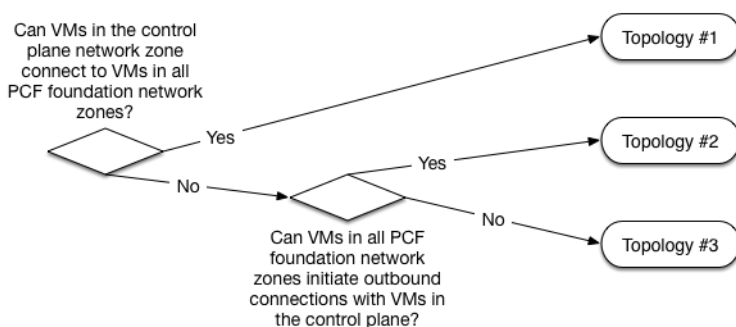 Can VMs in the control
plane network zone
connect to VMs in all
PCF foundation network
zones?
Topology #1
Yes
Topology #2
Yes
No
No
Topology #3
Can VMs in all PCF
foundation network
zones initiate outbound
connections with VMs in
the control plane?